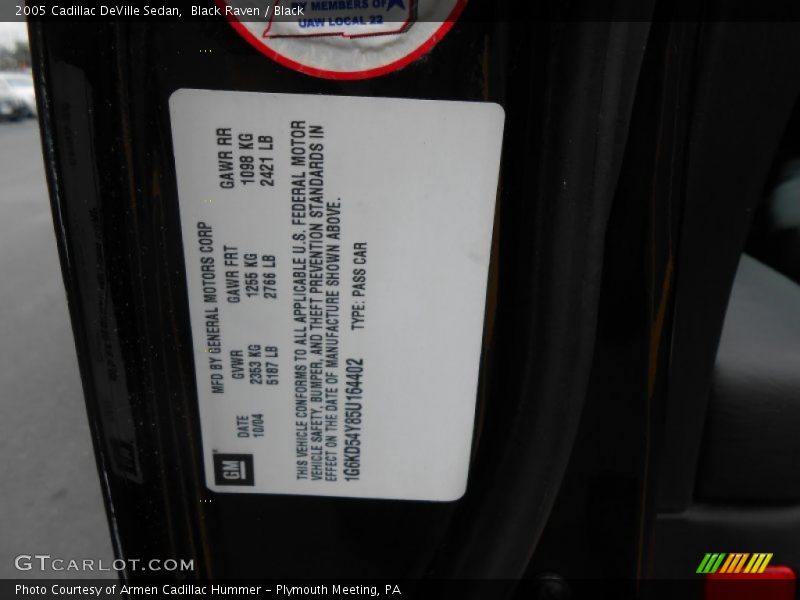 2005 Cadillac DeVille Sedan, Black Raven / Black
BY MEMBERS OF
UAW LOCAL 22
MFD BY GENERAL MOTORS CORP
DATE GVWR GAWR FRT GAWR RR
10/04 2353 KG 1255 KG 1098 KG
5187 LB 2766 LB 2421 LB
THIS VEHICLE CONFORMS TO ALL APPLICABLE U.S. FEDERAL MOTOR
VEHICLE SAFETY, BUMPER, AND THEFT PREVENTION STANDARDS IN
EFFECT ON THE DATE OF MANUFACTURE SHOWN ABOVE.
1G6KD54Y85U164402 TYPE: PASS CAR
GM
GTCARLOT.COM
Photo Courtesy of Armen Cadillac Hummer - Plymouth Meeting, PA